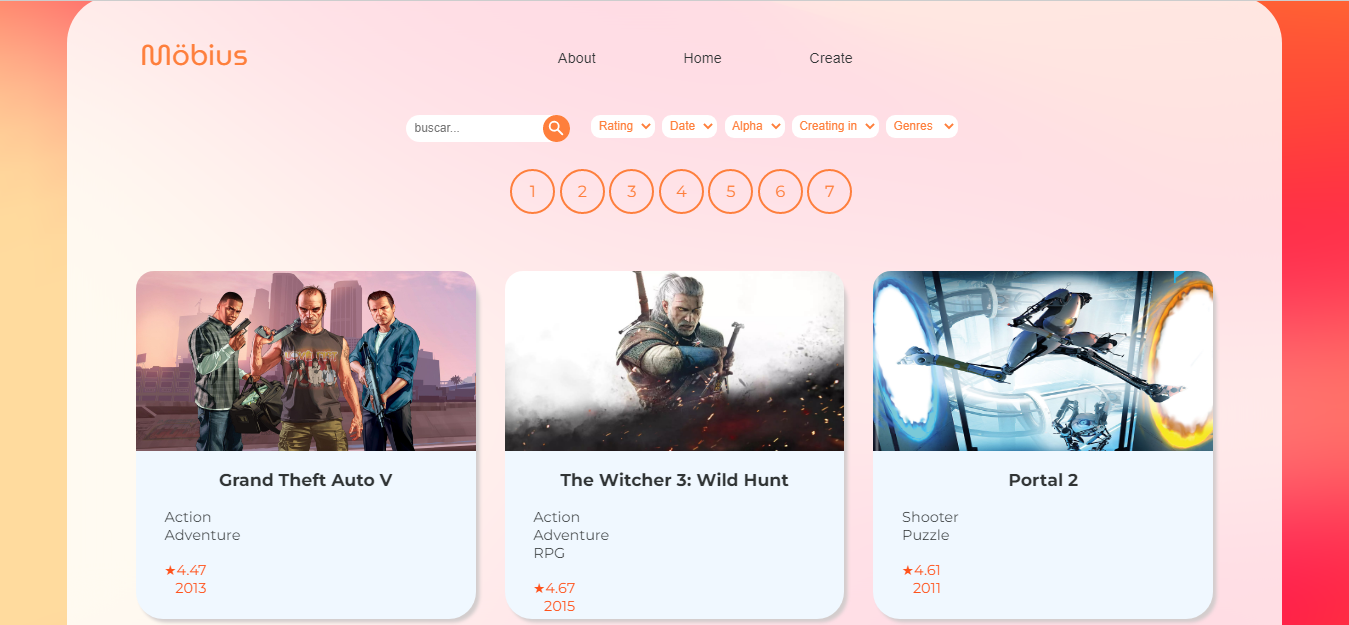 Möbius
About Home Create
buscar... Rating Date Alpha Creating in Genres
1 2 3 4 5 6 7
Grand Theft Auto V
Action
Adventure
★4.47
2013
The Witcher 3: Wild Hunt
Action
Adventure
RPG
★4.67
2015
Portal 2
Shooter
Puzzle
★4.61
2011